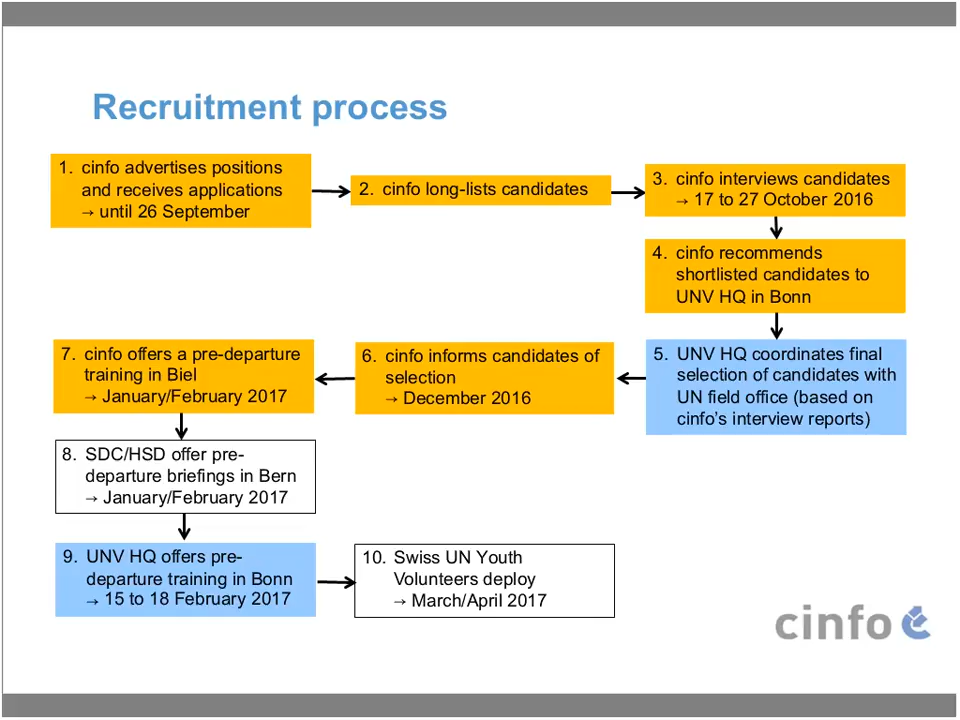 Recruitment process
1. cinfo advertises positions
and receives applications
→ until 26 September
2. cinfo long-lists candidates
3. cinfo interviews candidates
→ 17 to 27 October 2016
4. cinfo recommends
shortlisted candidates to
UNV HQ in Bonn
5. UNV HQ coordinates final
selection of candidates with
UN field office (based on
cinfo’s interview reports)
6. cinfo informs candidates of
selection
→ December 2016
7. cinfo offers a pre-departure
training in Biel
→ January/February 2017
8. SDC/HSD offer pre-
departure briefings in Bern
→ January/February 2017
9. UNV HQ offers pre-
departure training in Bonn
→ 15 to 18 February 2017
10. Swiss UN Youth
Volunteers deploy
→ March/April 2017
cinfo